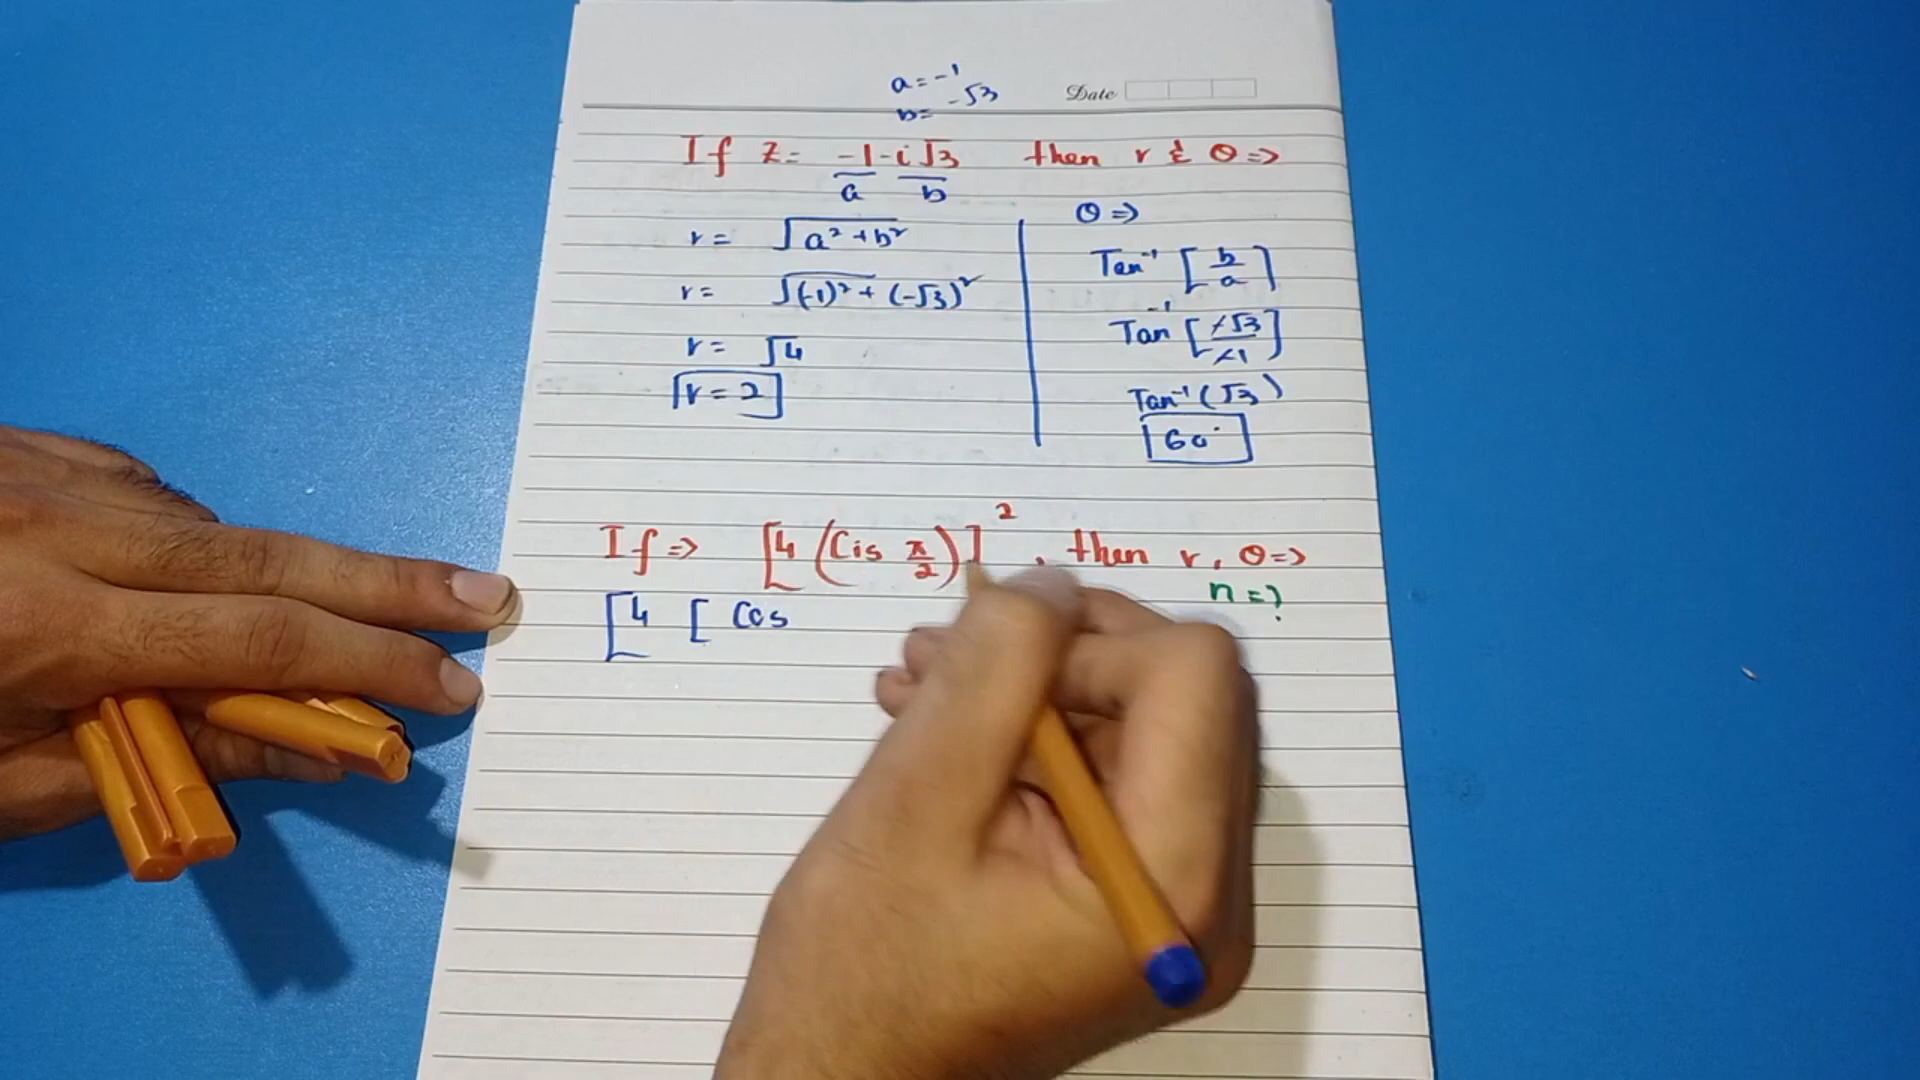 a = -1
b = -√3
Date
If Z = -1 - i√3 then r & θ =>
a b
r = √a² + b²
r = √(-1)² + (-√3)²
r = √4
r = 2
θ =>
Tan⁻¹ [b/a]
Tan⁻¹ [-√3/-1]
Tan⁻¹ (√3)
60°
If => [4 (Cis π/2)]², then r, θ =>
n = ?
[4 [ Cos